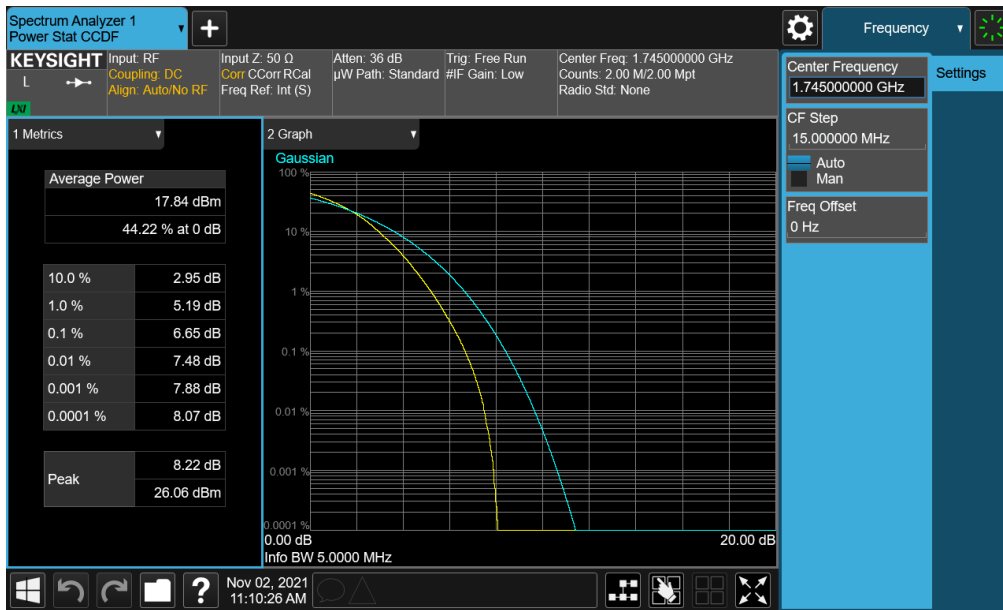 Spectrum Analyzer 1
Power Stat CCDF
Frequency
KEYSIGHT
L
LXI
Input: RF
Coupling: DC
Align: Auto/No RF
Input Z: 50 Ω
Corr CCorr RCal
Freq Ref: Int (S)
Atten: 36 dB
µW Path: Standard
Trig: Free Run
#IF Gain: Low
Center Freq: 1.745000000 GHz
Counts: 2.00 M/2.00 Mpt
Radio Std: None
Center Frequency
1.745000000 GHz
Settings
CF Step
15.000000 MHz
Auto
Man
Freq Offset
0 Hz
1 Metrics
Average Power
17.84 dBm
44.22 % at 0 dB
10.0 % 2.95 dB
1.0 % 5.19 dB
0.1 % 6.65 dB
0.01 % 7.48 dB
0.001 % 7.88 dB
0.0001 % 8.07 dB
Peak
8.22 dB
26.06 dBm
2 Graph
Gaussian
100 %
10 %
1 %
0.1 %
0.01 %
0.001 %
0.0001 %
0.00 dB 20.00 dB
Info BW 5.0000 MHz
?
Nov 02, 2021
11:10:26 AM